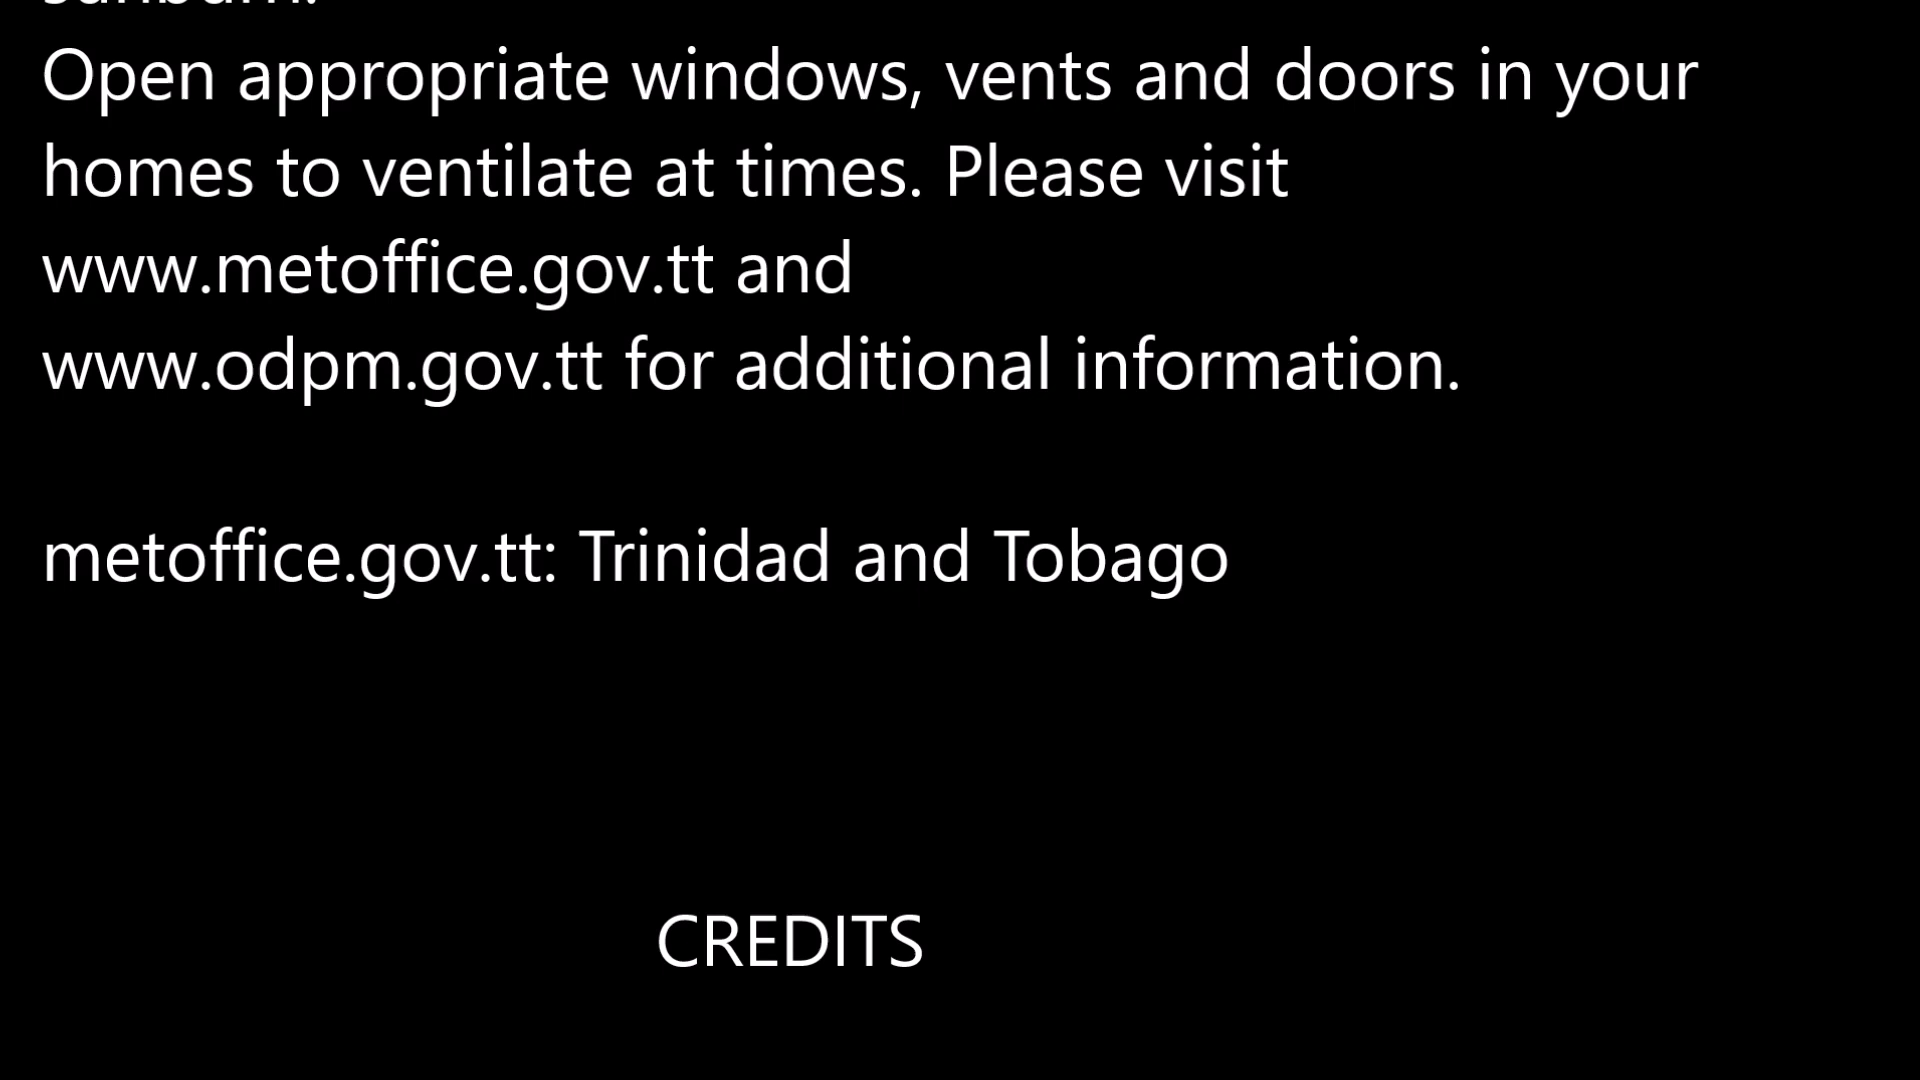 Open appropriate windows, vents and doors in your
homes to ventilate at times. Please visit
www.metoffice.gov.tt and
www.odpm.gov.tt for additional information.
metoffice.gov.tt: Trinidad and Tobago
CREDITS